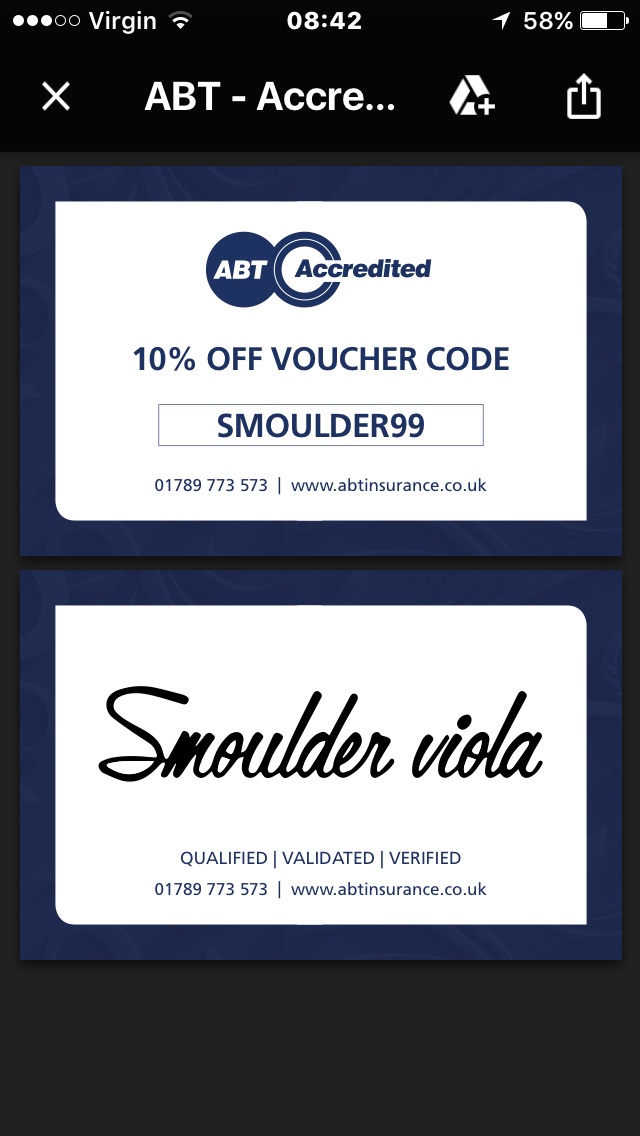 Virgin 08:42 58%
ABT - Accre...
ABT Accredited
10% OFF VOUCHER CODE
SMOULDER99
01789 773 573 | www.abtinsurance.co.uk
Smoulder viola
QUALIFIED | VALIDATED | VERIFIED
01789 773 573 | www.abtinsurance.co.uk